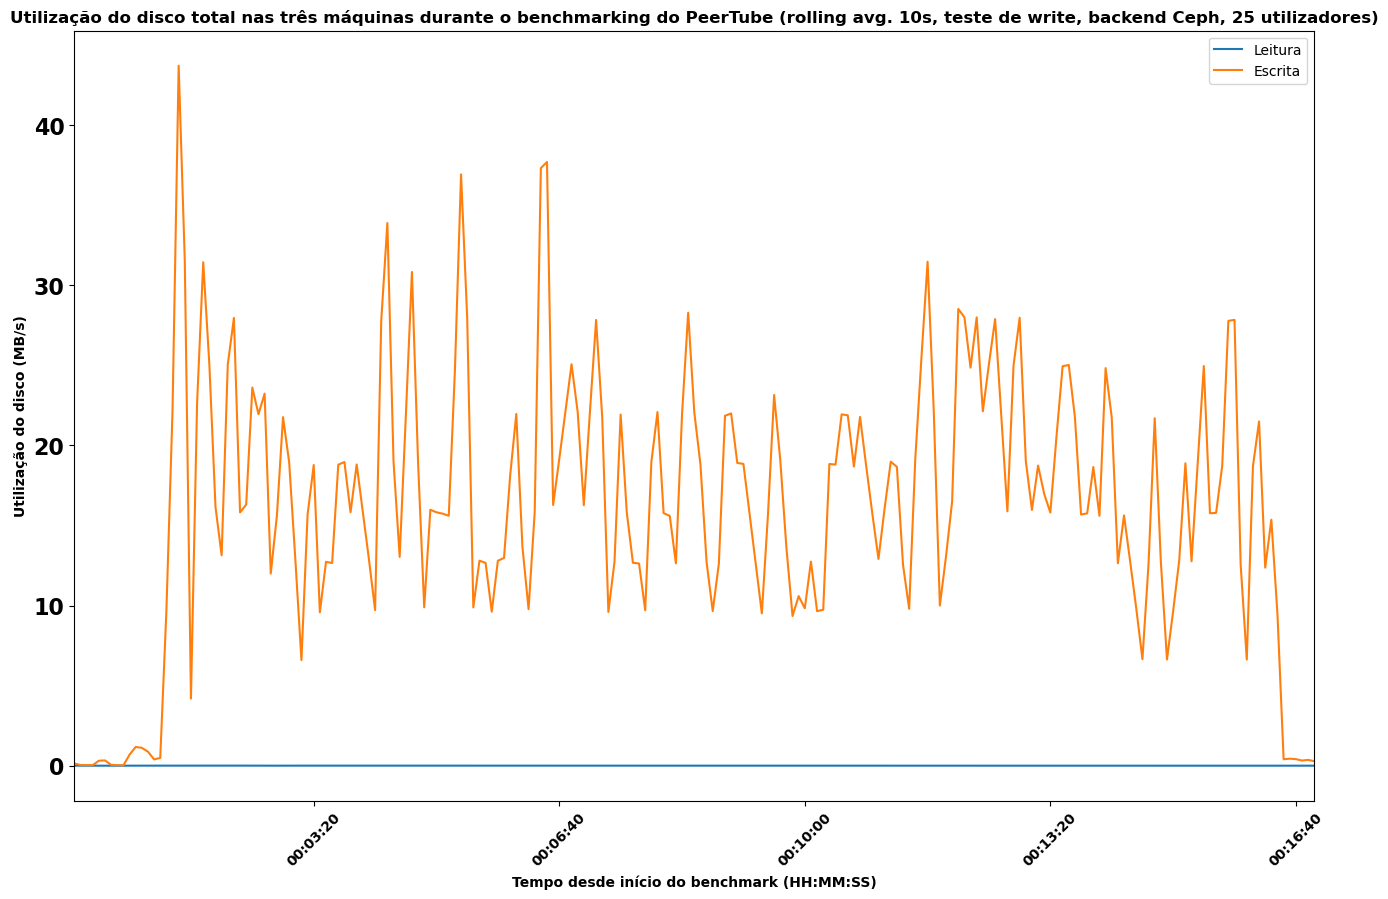 Utilização do disco total nas três máquinas durante o benchmarking do PeerTube (rolling avg. 10s, teste de write, backend Ceph, 25 utilizadores)
Leitura
Escrita
Utilização do disco (MB/s)
40
30
20
10
0
00:03:20
00:06:40
00:10:00
00:13:20
00:16:40
Tempo desde início do benchmark (HH:MM:SS)